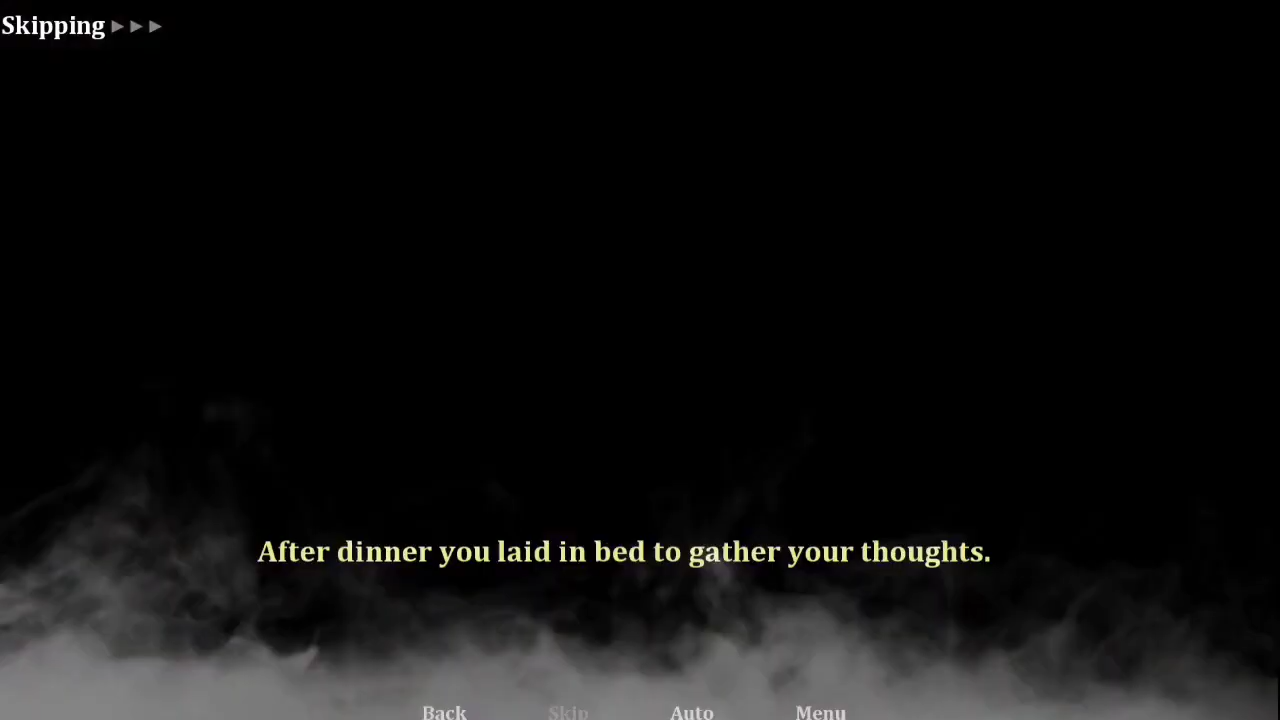 Skipping
After dinner you laid in bed to gather your thoughts.
Back Skip Auto Menu